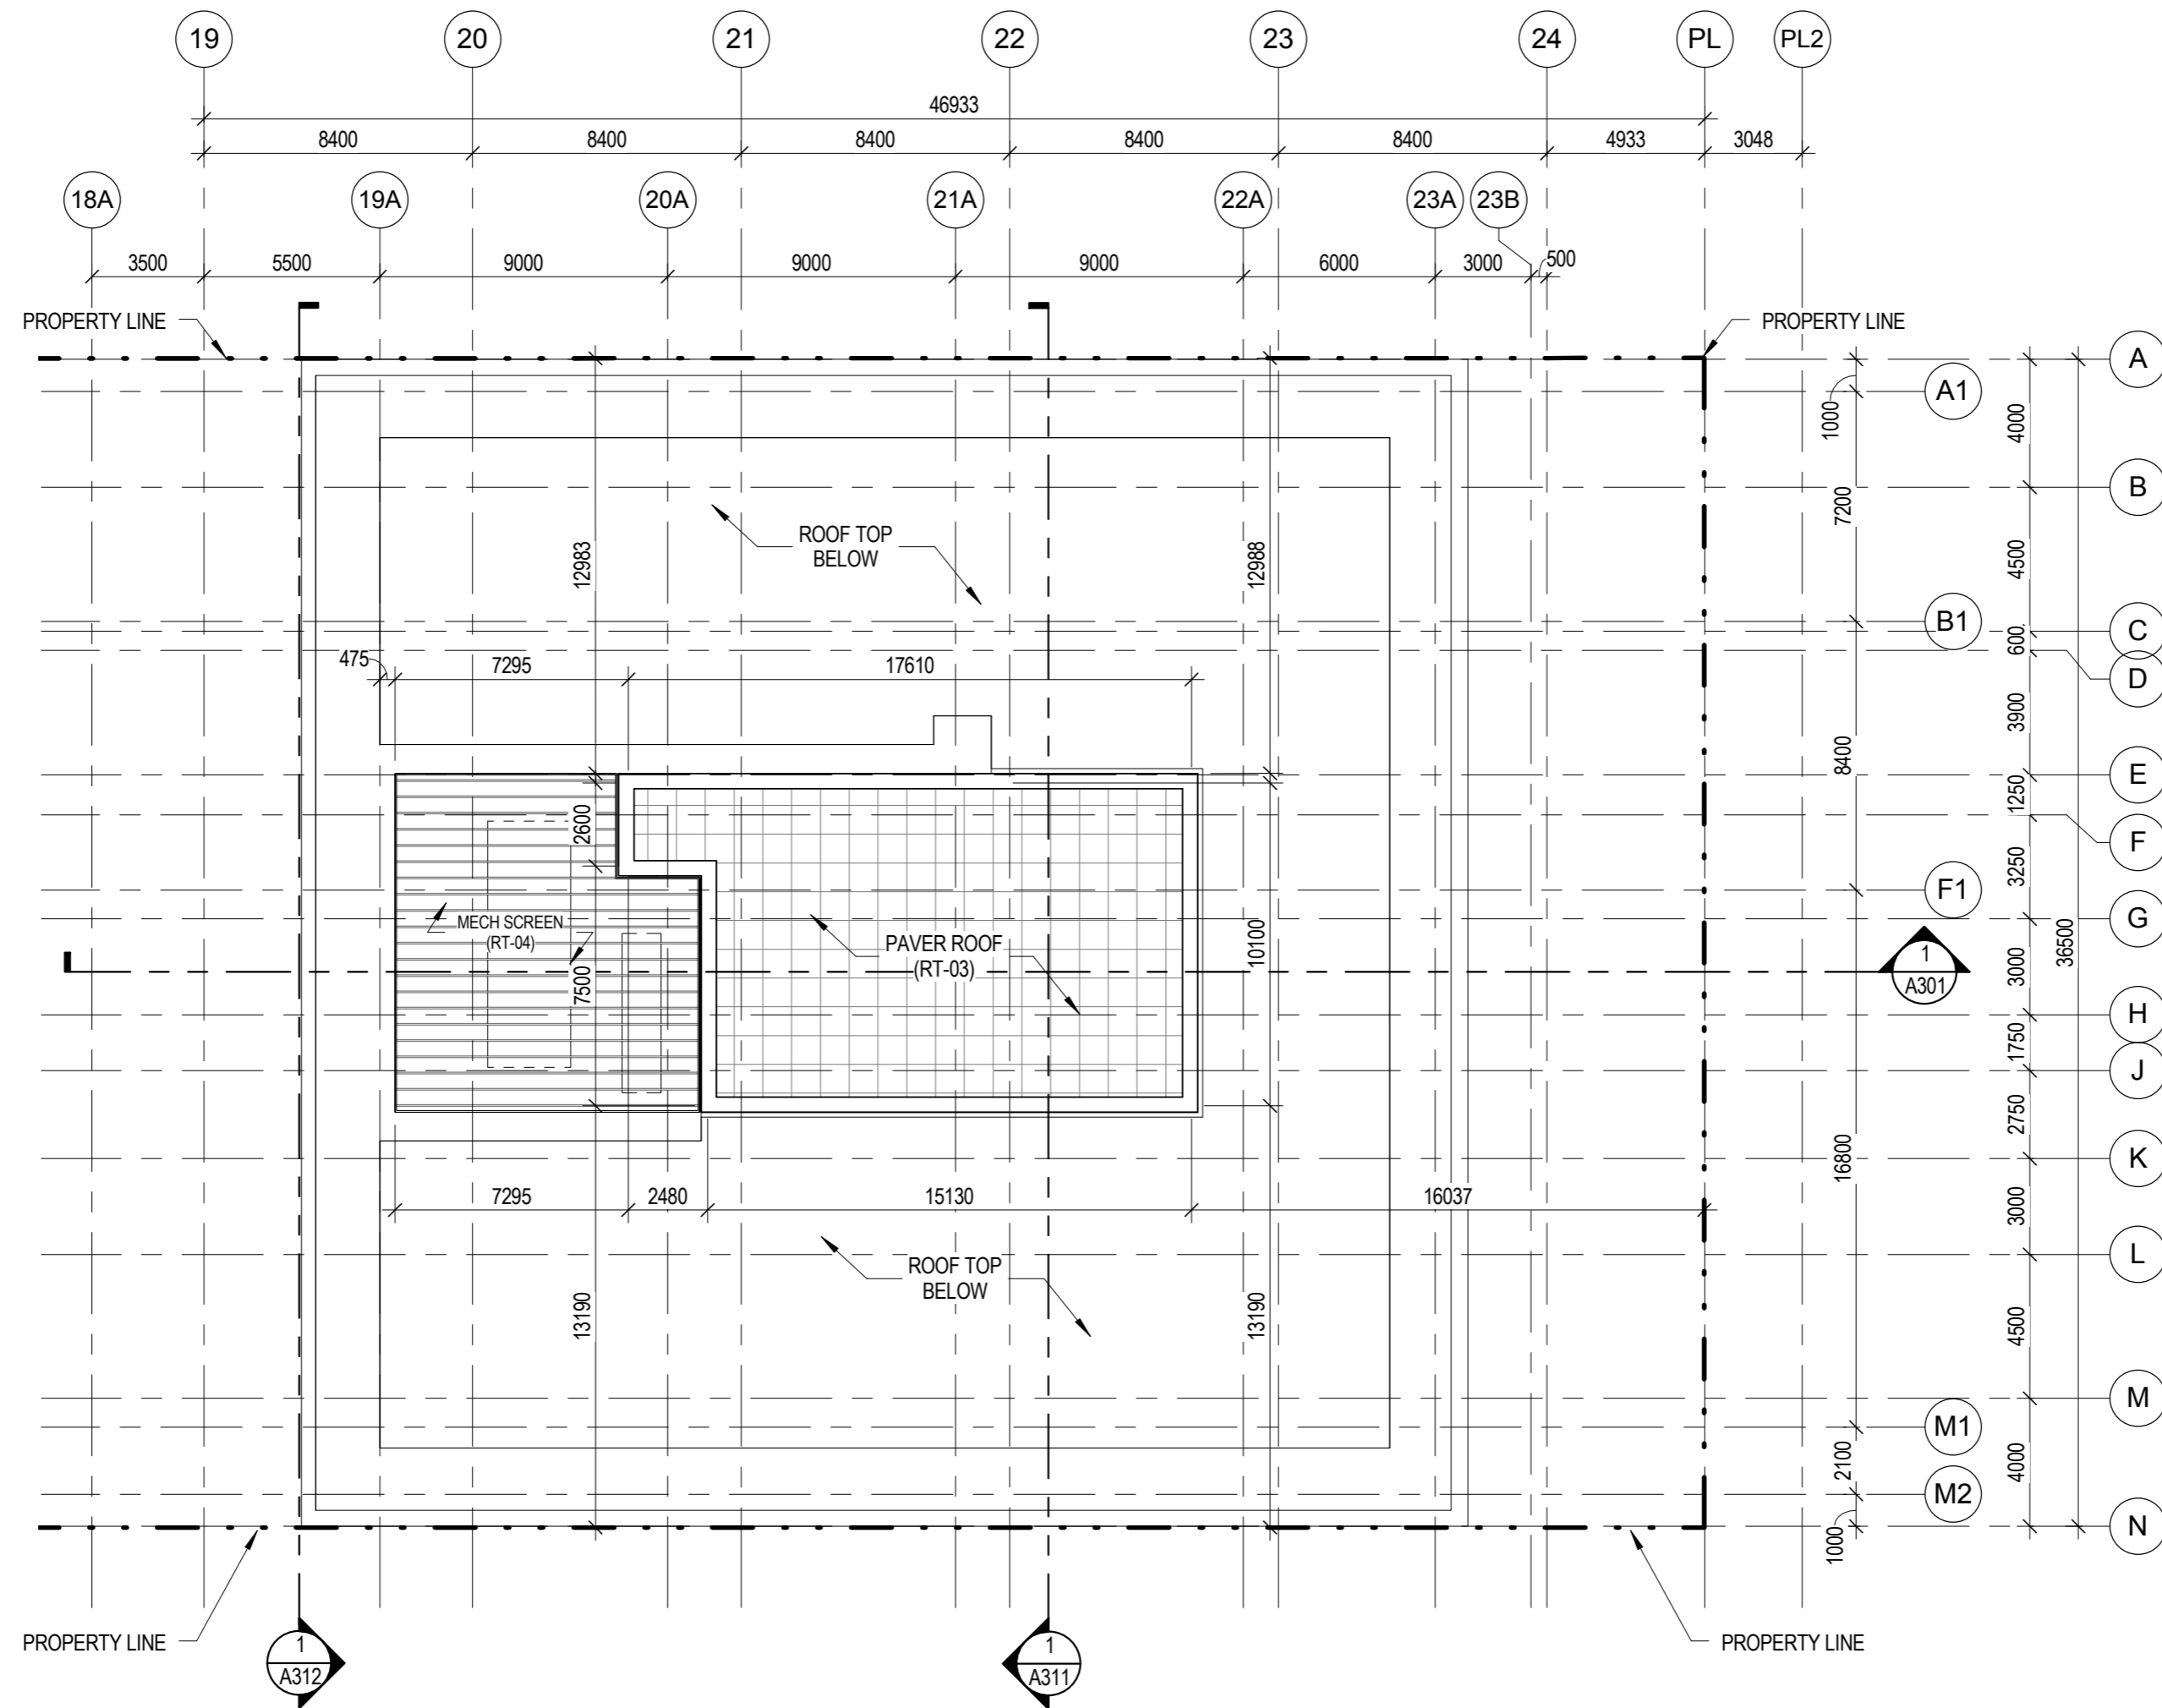 19 20 21 22 23 24 PL PL2
46933
8400 8400 8400 8400 8400 4933 3048
18A 19A 20A 21A 22A 23A 23B
3500 5500 9000 9000 9000 6000 3000 500
PROPERTY LINE PROPERTY LINE
A
A1
1000
4000
B
7200
ROOF TOP
BELOW
12983
12988
4500
B1
C
600
D
475 7295 17610
3900
8400
E
1250
2600
F
3250
F1
G
MECH SCREEN
(RT-04)
PAVER ROOF
(RT-03)
7500
10100
1
A301
3000
36500
H
1750
J
2750
K
16800
7295 2480 15130 16037
3000
L
ROOF TOP
BELOW
13190
13190
4500
M
M1
2100
4000
M2
1000
N
PROPERTY LINE PROPERTY LINE
1
A312
1
A311